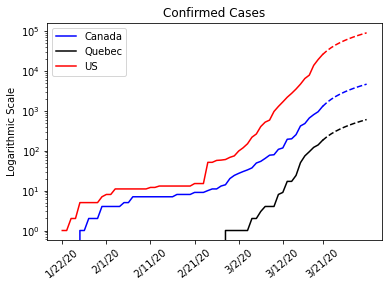 Confirmed Cases
Canada
Quebec
US
Logarithmic Scale
10⁵
10⁴
10³
10²
10¹
10⁰
1/22/20
2/1/20
2/11/20
2/21/20
3/2/20
3/12/20
3/21/20